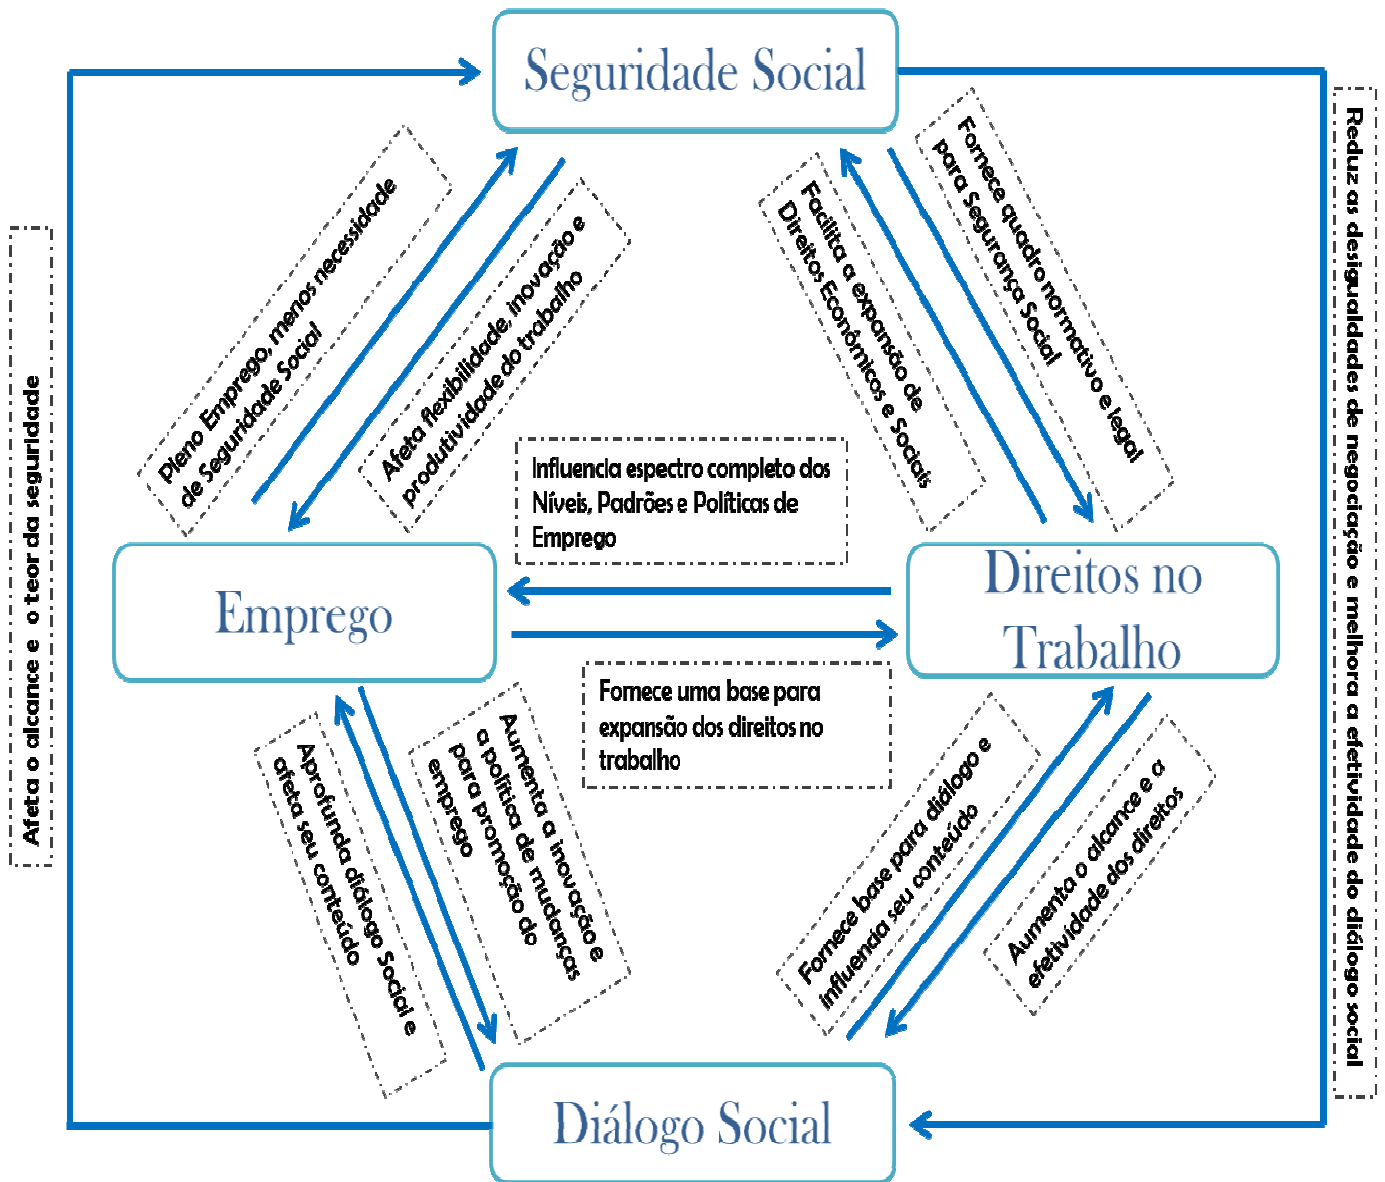 Seguridade Social
Pleno Emprego, menos necessidade
de Seguridade Social
Afeta flexibilidade, inovação e
produtividade do trabalho
Facilita a expansão de
Direitos Econômicos e Sociais
Fornece quadro normativo e legal
para Segurança Social
Reduz as desigualdades de negociação e melhora a efetividade do diálogo social
Afeta o alcance e o teor da seguridade
Influencia espectro completo dos
Níveis, Padrões e Políticas de
Emprego
Emprego
Direitos no
Trabalho
Fornece uma base para
expansão dos direitos no
trabalho
Aprofunda diálogo Social e
afeta seu conteúdo
Aumenta a inovação e
a política de mudanças
para promoção do
emprego
Fornece base para diálogo e
influencia seu conteúdo
Aumenta o alcance e a
efetividade dos direitos
Diálogo Social